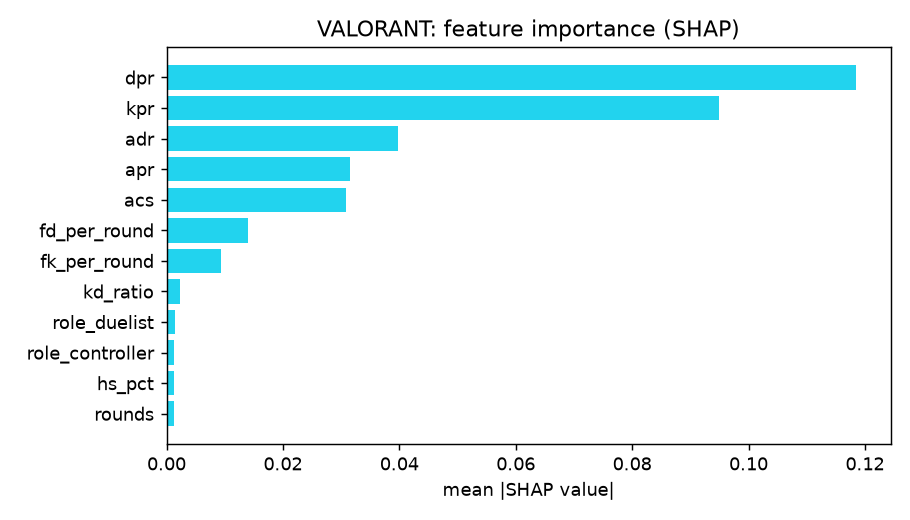 VALORANT: feature importance (SHAP)
dpr
kpr
adr
apr
acs
fd_per_round
fk_per_round
kd_ratio
role_duelist
role_controller
hs_pct
rounds
0.00 0.02 0.04 0.06 0.08 0.10 0.12
mean |SHAP value|